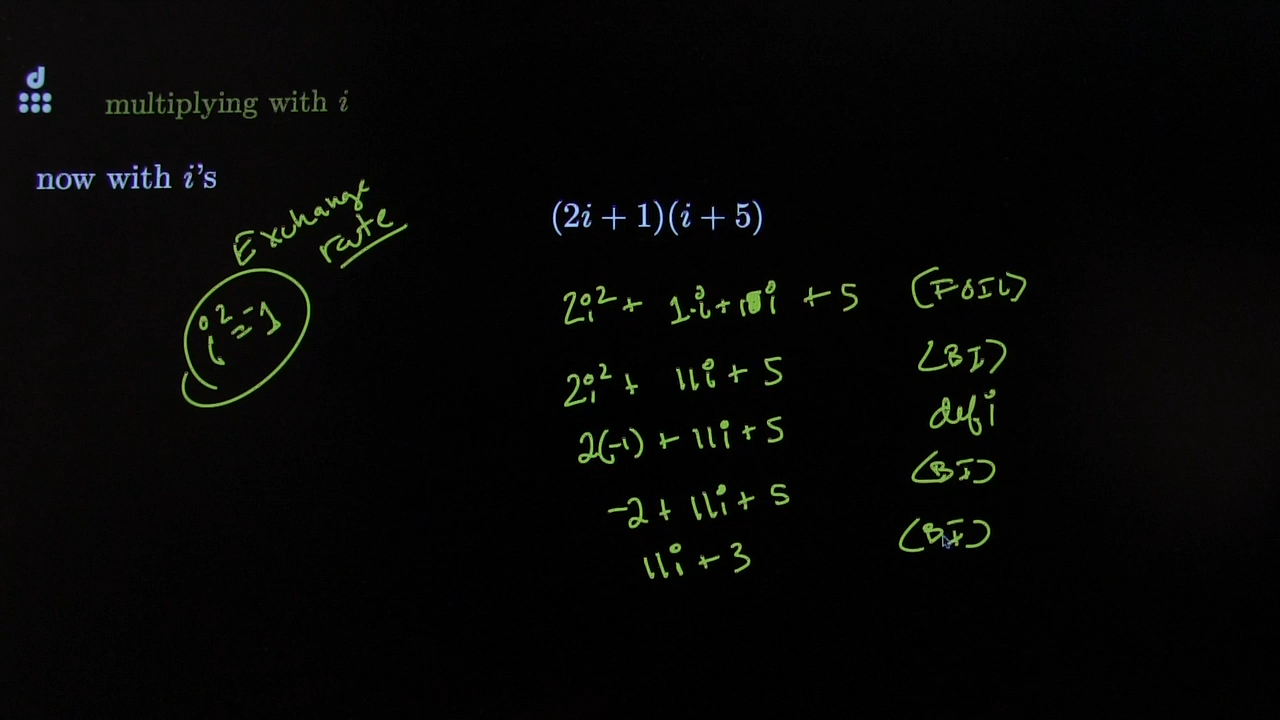 d
multiplying with i
now with i's
Exchange rate
i² = -1
(2i + 1)(i + 5)
2i² + 1·i + 10i + 5 (FOIL)
2i² + 11i + 5 (BI)
2(-1) + 11i + 5 def i
-2 + 11i + 5 (BI)
11i + 3 (BI)